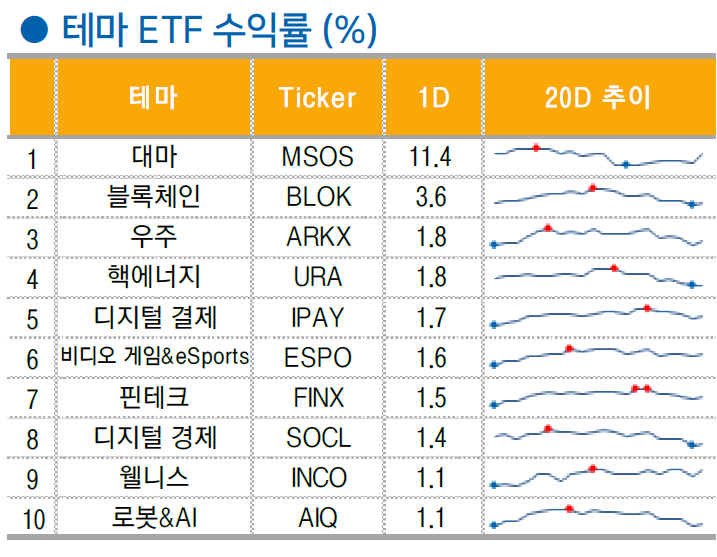 ● 테마 ETF 수익률 (%)
테마 Ticker 1D 20D 추이
1 대마 MSOS 11.4
2 블록체인 BLOK 3.6
3 우주 ARKX 1.8
4 핵에너지 URA 1.8
5 디지털 결제 IPAY 1.7
6 비디오 게임&eSports ESPO 1.6
7 핀테크 FINX 1.5
8 디지털 경제 SOCL 1.4
9 웰니스 INCO 1.1
10 로봇&AI AIQ 1.1